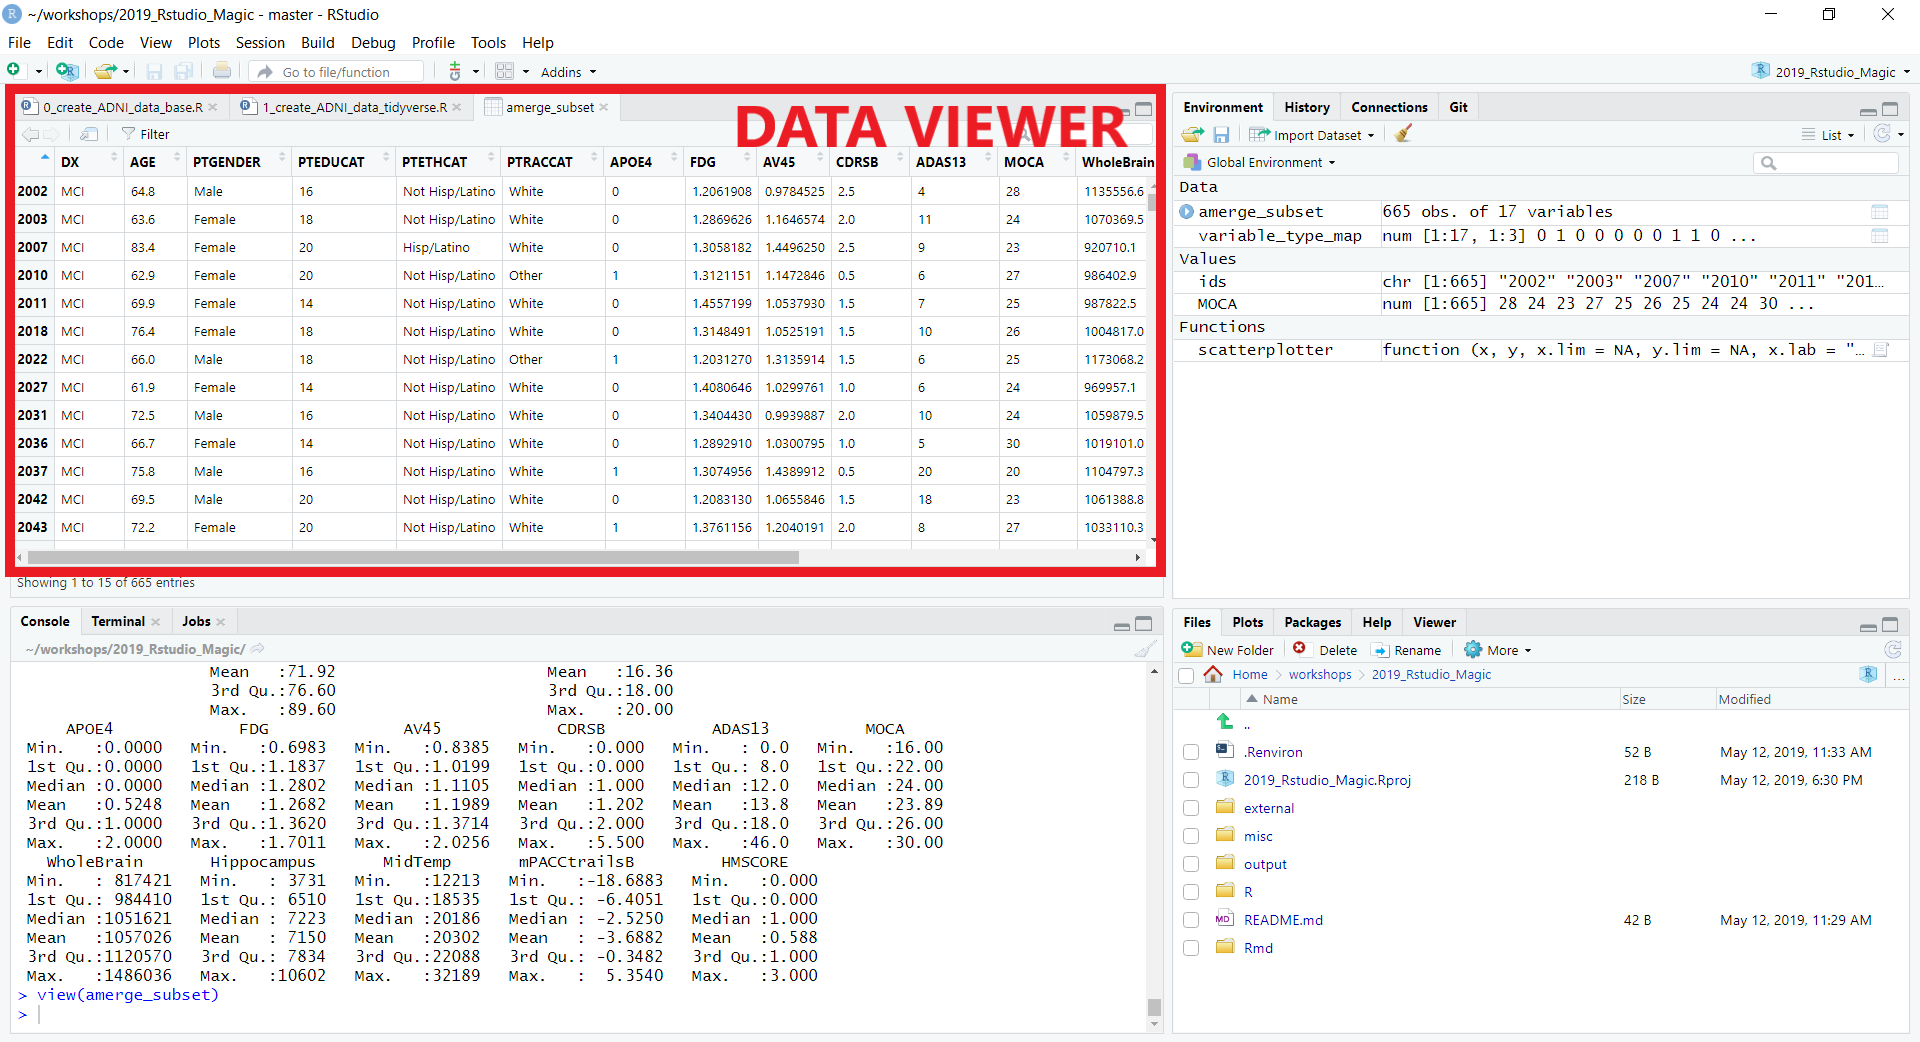 ~/workshops/2019_Rstudio_Magic - master - RStudio
File Edit Code View Plots Session Build Debug Profile Tools Help
Go to file/function Addins 2019_Rstudio_Magic
0_create_ADNI_data_base.R 1_create_ADNI_data_tidyverse.R amerge_subset
DATA VIEWER
Filter
DX AGE PTGENDER PTEDUCAT PTETHCAT PTRACCAT APOE4 FDG AV45 CDRSB ADAS13 MOCA WholeBrain
2002 MCI 64.8 Male 16 Not Hisp/Latino White 0 1.2061908 0.9784525 2.5 4 28 1135556.6
2003 MCI 63.6 Female 18 Not Hisp/Latino White 0 1.2869626 1.1646574 2.0 11 24 1070369.5
2007 MCI 83.4 Female 20 Hisp/Latino White 0 1.3058182 1.4496250 2.5 9 23 920710.1
2010 MCI 62.9 Female 20 Not Hisp/Latino Other 1 1.3121151 1.1472846 0.5 6 27 986402.9
2011 MCI 69.9 Female 14 Not Hisp/Latino White 0 1.4557199 1.0537930 1.5 7 25 987822.5
2018 MCI 76.4 Female 18 Not Hisp/Latino White 0 1.3148491 1.0525191 1.5 10 26 1004817.0
2022 MCI 66.0 Male 18 Not Hisp/Latino Other 1 1.2031270 1.3135914 1.5 6 25 1173068.2
2027 MCI 61.9 Female 14 Not Hisp/Latino White 0 1.4080646 1.0299761 1.0 6 24 969957.1
2031 MCI 72.5 Male 16 Not Hisp/Latino White 0 1.3404430 0.9939887 2.0 10 24 1059879.5
2036 MCI 66.7 Female 14 Not Hisp/Latino White 0 1.2892910 1.0300795 1.0 5 30 1019101.0
2037 MCI 75.8 Male 16 Not Hisp/Latino White 1 1.3074956 1.4389912 0.5 20 20 1104797.3
2042 MCI 69.5 Male 20 Not Hisp/Latino White 0 1.2083130 1.0655846 1.5 18 23 1061388.8
2043 MCI 72.2 Female 20 Not Hisp/Latino White 1 1.3761156 1.2040191 2.0 8 27 1033110.3
Showing 1 to 15 of 665 entries
Environment History Connections Git
Import Dataset List
Global Environment
Data
amerge_subset 665 obs. of 17 variables
variable_type_map num [1:17, 1:3] 0 1 0 0 0 0 0 1 1 0 ...
Values
ids chr [1:665] "2002" "2003" "2007" "2010" "2011" "201...
MOCA num [1:665] 28 24 23 27 25 26 25 24 24 30 ...
Functions
scatterplotter function (x, y, x.lim = NA, y.lim = NA, x.lab = "...
Console Terminal Jobs
~/workshops/2019_Rstudio_Magic/
Mean :71.92 Mean :16.36
3rd Qu.:76.60 3rd Qu.:18.00
Max. :89.60 Max. :20.00
APOE4 FDG AV45 CDRSB ADAS13 MOCA
Min. :0.0000 Min. :0.6983 Min. :0.8385 Min. :0.000 Min. : 0.0 Min. :16.00
1st Qu.:0.0000 1st Qu.:1.1837 1st Qu.:1.0199 1st Qu.:0.000 1st Qu.: 8.0 1st Qu.:22.00
Median :0.0000 Median :1.2802 Median :1.1105 Median :1.000 Median :12.0 Median :24.00
Mean :0.5248 Mean :1.2682 Mean :1.1989 Mean :1.202 Mean :13.8 Mean :23.89
3rd Qu.:1.0000 3rd Qu.:1.3620 3rd Qu.:1.3714 3rd Qu.:2.000 3rd Qu.:18.0 3rd Qu.:26.00
Max. :2.0000 Max. :1.7011 Max. :2.0256 Max. :5.500 Max. :46.0 Max. :30.00
WholeBrain Hippocampus MidTemp mPACCtrailsB HMSCORE
Min. : 817421 Min. : 3731 Min. :12213 Min. :-18.6883 Min. :0.000
1st Qu.: 984410 1st Qu.: 6510 1st Qu.:18535 1st Qu.: -6.4051 1st Qu.:0.000
Median :1051621 Median : 7223 Median :20186 Median : -2.5250 Median :1.000
Mean :1057026 Mean : 7150 Mean :20302 Mean : -3.6882 Mean :0.588
3rd Qu.:1120570 3rd Qu.: 7834 3rd Qu.:22088 3rd Qu.: -0.3482 3rd Qu.:1.000
Max. :1486036 Max. :10602 Max. :32189 Max. : 5.3540 Max. :3.000
> view(amerge_subset)
>
Files Plots Packages Help Viewer
New Folder Delete Rename More
Home workshops 2019_Rstudio_Magic ...
Name Size Modified
..
.Renviron 52 B May 12, 2019, 11:33 AM
2019_Rstudio_Magic.Rproj 218 B May 12, 2019, 6:30 PM
external
misc
output
R
README.md 42 B May 12, 2019, 11:29 AM
Rmd